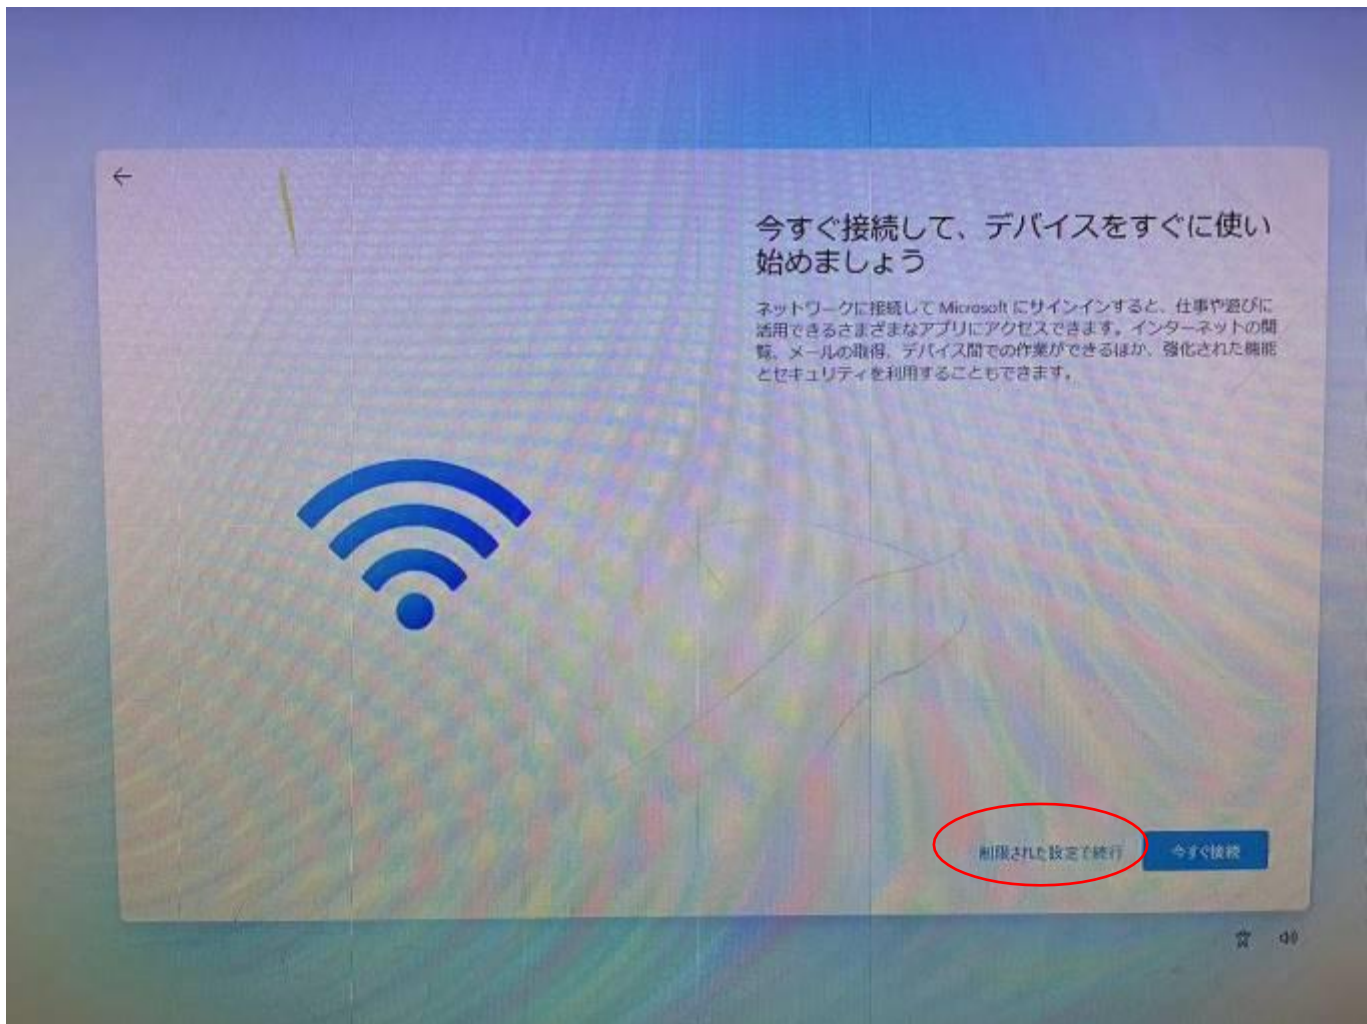 今すぐ接続して、デバイスをすぐに使い
始めましょう
ネットワークに接続して Microsoft にサインインすると、仕事や遊びに
活用できるさまざまなアプリにアクセスできます。インターネットの閲
覧、メールの取得、デバイス間での作業ができるほか、強化された機能
とセキュリティを利用することもできます。
制限された設定で続行
今すぐ接続